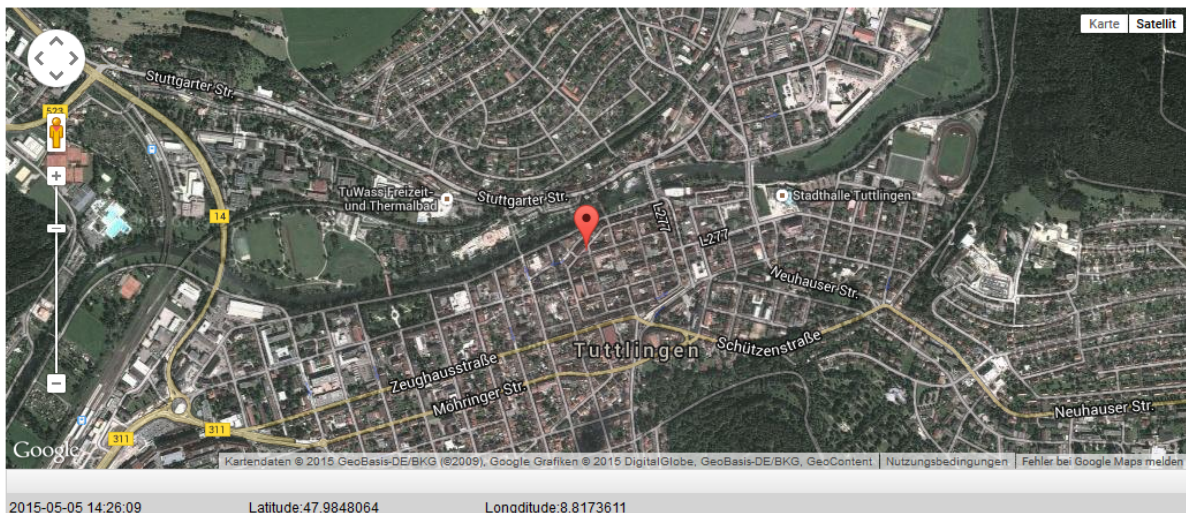 Karte Satellit
Stuttgarter Str.
523
14
TuWass Freizeit-
und Thermalbad
Stuttgarter Str.
Stadthalle Tuttlingen
L277
L277
Neuhauser Str.
Tuttlingen
Schützenstraße
Zeughausstraße
Möhringer Str.
Neuhauser Str.
311
311
Google
Kartendaten © 2015 GeoBasis-DE/BKG (©2009), Google Grafiken © 2015 DigitalGlobe, GeoBasis-DE/BKG, GeoContent Nutzungsbedingungen Fehler bei Google Maps melden
2015-05-05 14:26:09 Latitude:47.9848064 Longditude:8.8173611